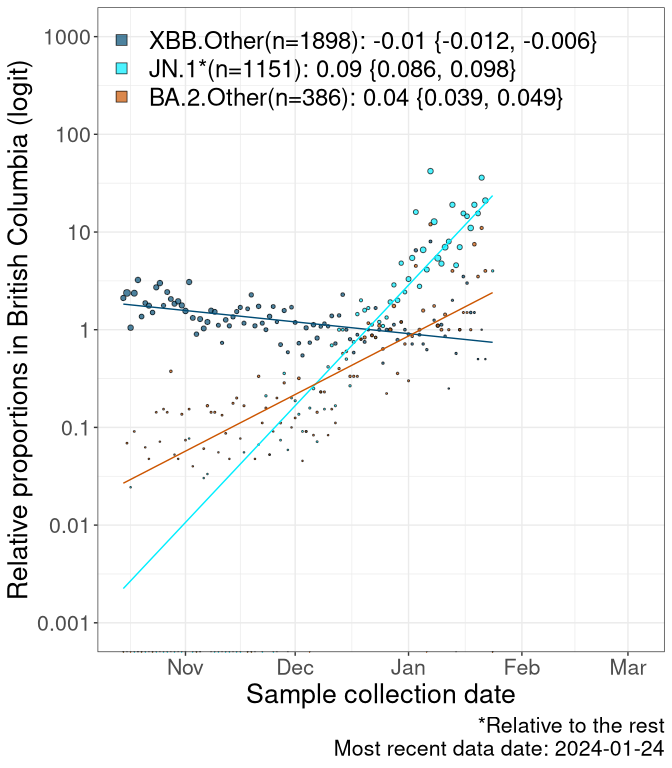 XBB.Other(n=1898): -0.01 {-0.012, -0.006}
JN.1*(n=1151): 0.09 {0.086, 0.098}
BA.2.Other(n=386): 0.04 {0.039, 0.049}
Relative proportions in British Columbia (logit)
1000
100
10
1
0.1
0.01
0.001
Nov Dec Jan Feb Mar
Sample collection date
*Relative to the rest
Most recent data date: 2024-01-24